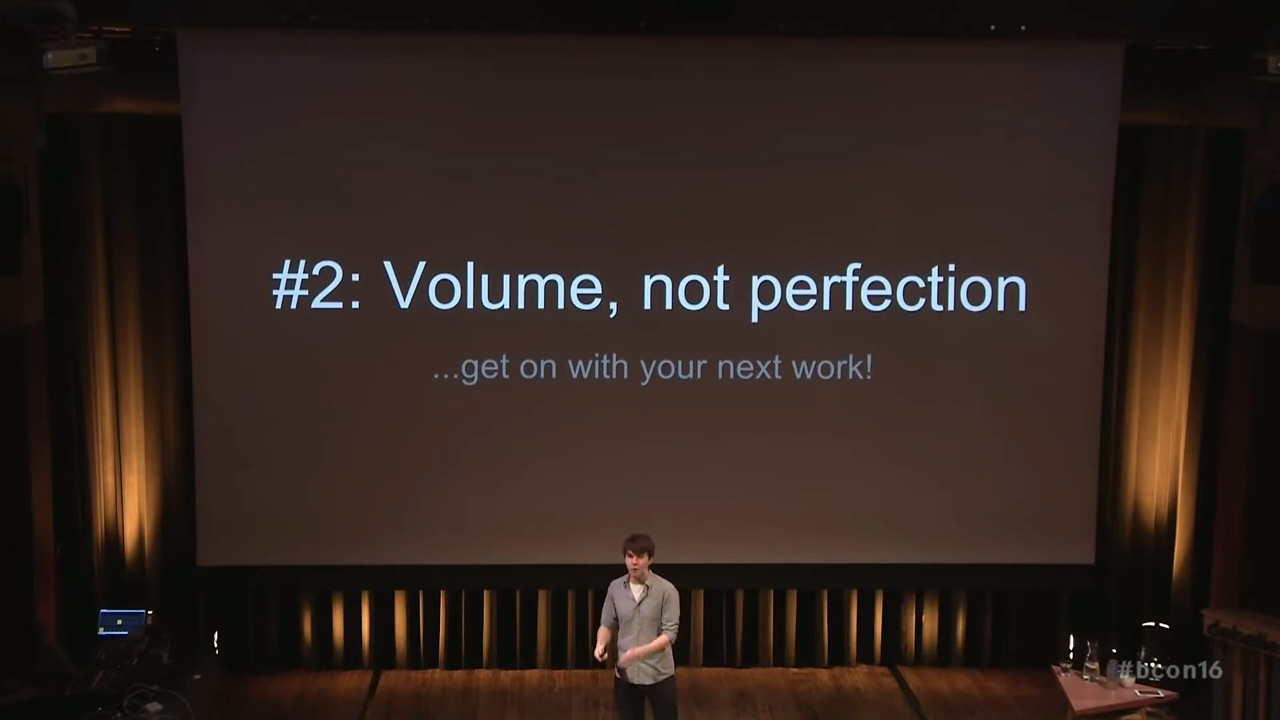 #2: Volume, not perfection
...get on with your next work!
#bcon16